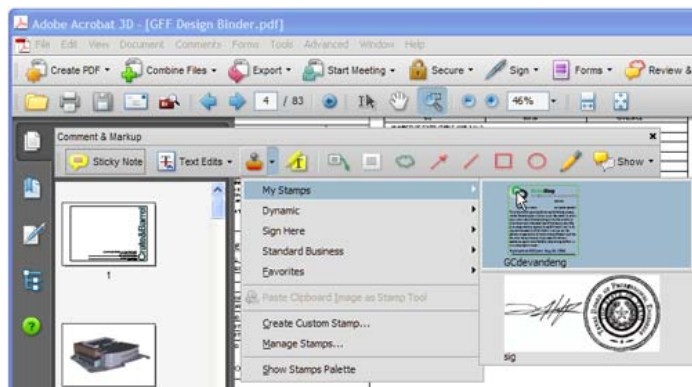 Adobe Acrobat 3D - [GFF Design Binder.pdf]
File Edit View Document Comments Forms Tools Advanced Window Help
Create PDF Combine Files Export Start Meeting Secure Sign Forms Review &
4 / 83 46%
Comment & Markup
Sticky Note Text Edits Show
My Stamps
Dynamic
Sign Here
Standard Business
Favorites
Paste Clipboard Image as Stamp Tool
Create Custom Stamp...
Manage Stamps...
Show Stamps Palette
GCdevandeng
sig
Crate&Barrel
1